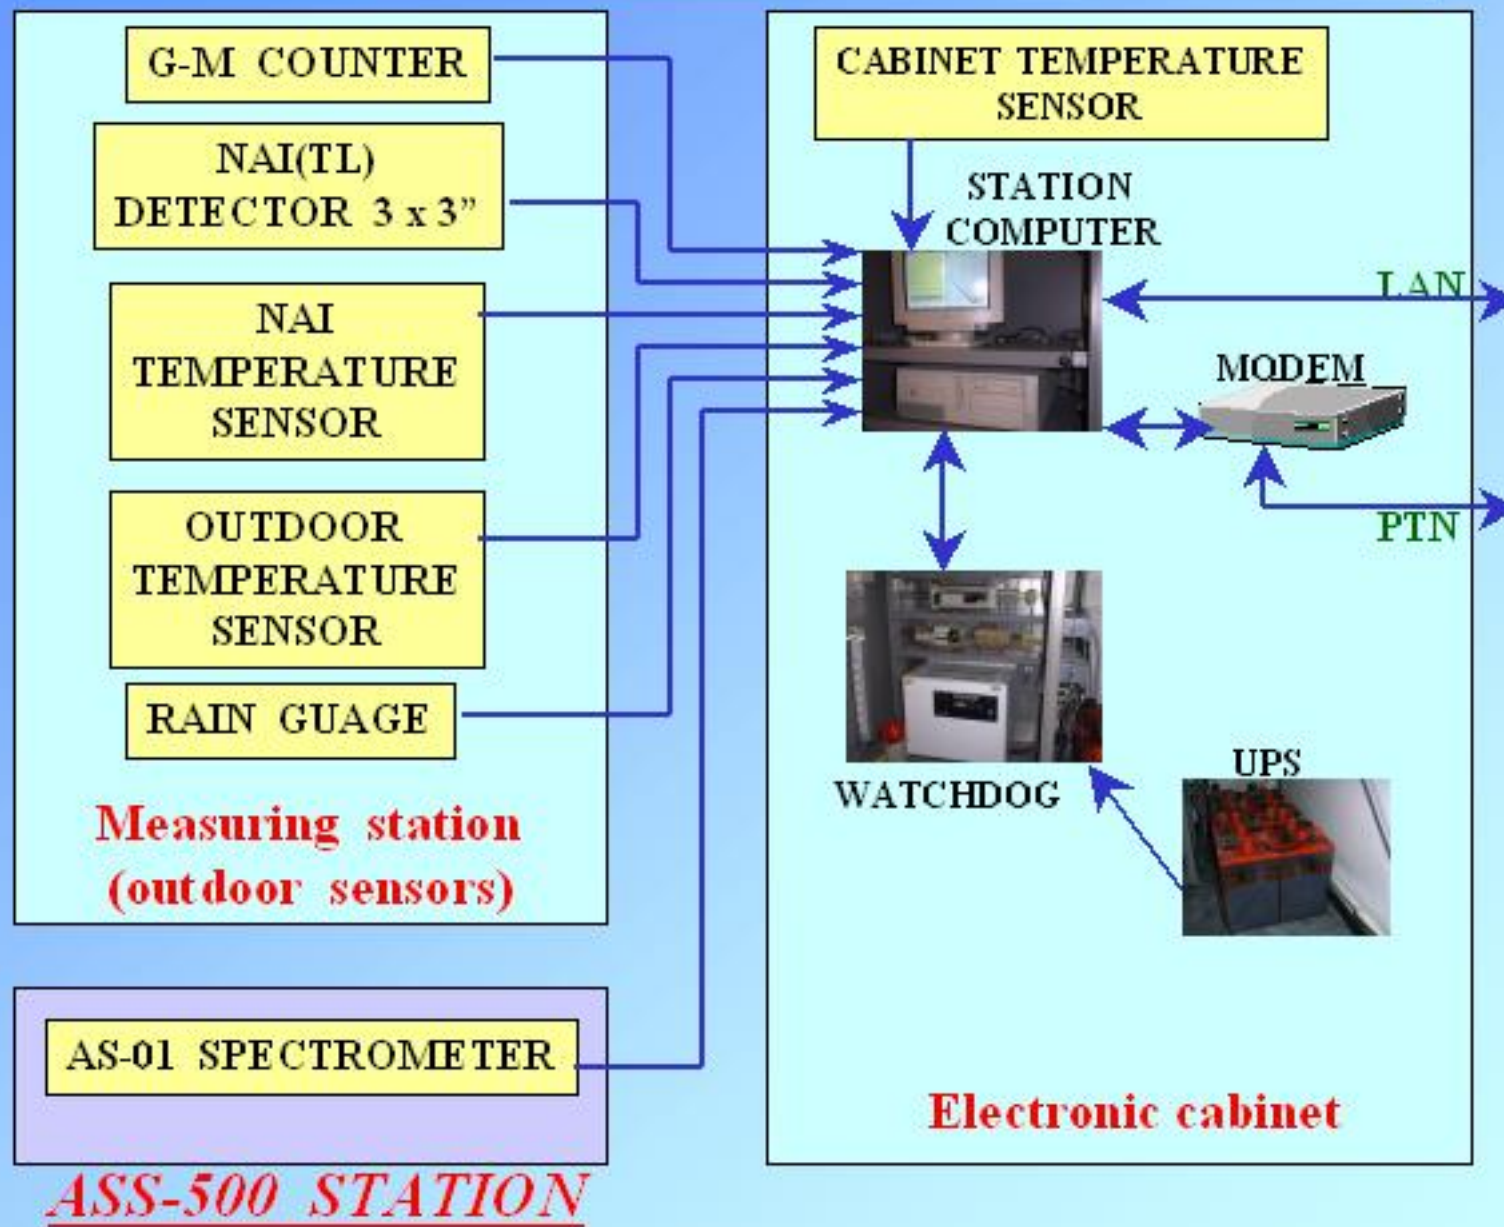 G-M COUNTER
NAI(TL)
DETECTOR 3 x 3”
NAI
TEMPERATURE
SENSOR
OUTDOOR
TEMPERATURE
SENSOR
RAIN GUAGE
Measuring station
(outdoor sensors)
AS-01 SPECTROMETER
ASS-500 STATION
CABINET TEMPERATURE
SENSOR
STATION
COMPUTER
LAN
MODEM
PTN
WATCHDOG
UPS
Electronic cabinet